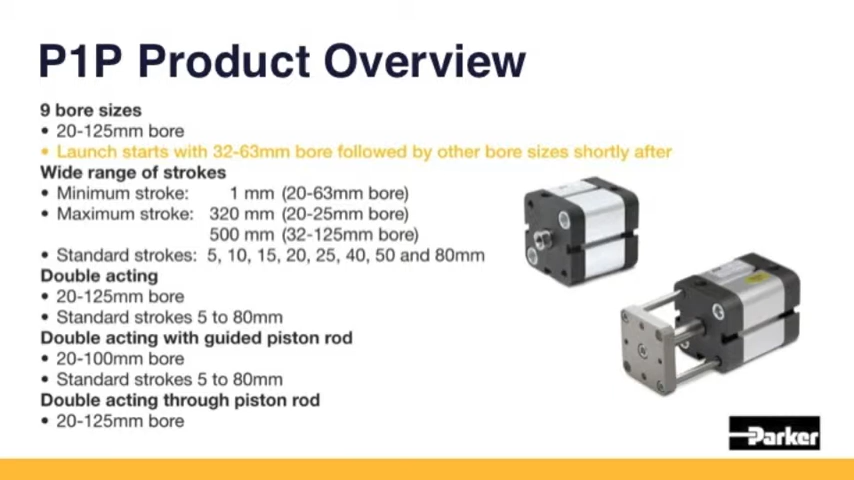 P1P Product Overview
9 bore sizes
• 20-125mm bore
• Launch starts with 32-63mm bore followed by other bore sizes shortly after
Wide range of strokes
• Minimum stroke: 1 mm (20-63mm bore)
• Maximum stroke: 320 mm (20-25mm bore)
500 mm (32-125mm bore)
• Standard strokes: 5, 10, 15, 20, 25, 40, 50 and 80mm
Double acting
• 20-125mm bore
• Standard strokes 5 to 80mm
Double acting with guided piston rod
• 20-100mm bore
• Standard strokes 5 to 80mm
Double acting through piston rod
• 20-125mm bore
Parker